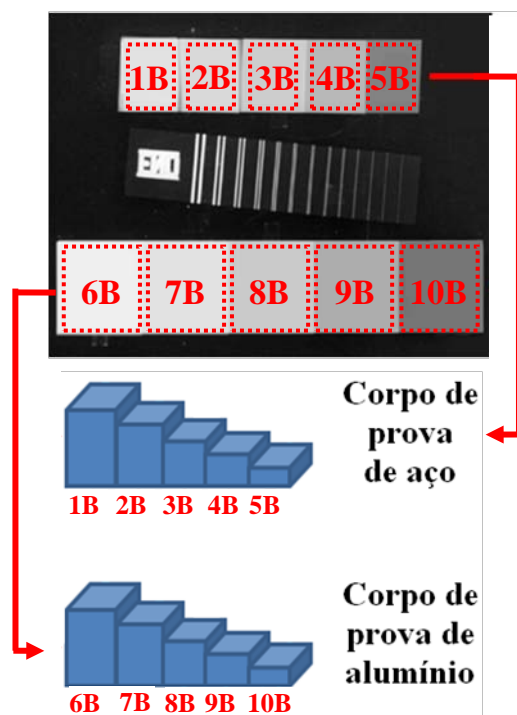 1B 2B 3B 4B 5B
6B 7B 8B 9B 10B
Corpo de
prova
de aço
1B 2B 3B 4B 5B
Corpo de
prova de
alumínio
6B 7B 8B 9B 10B